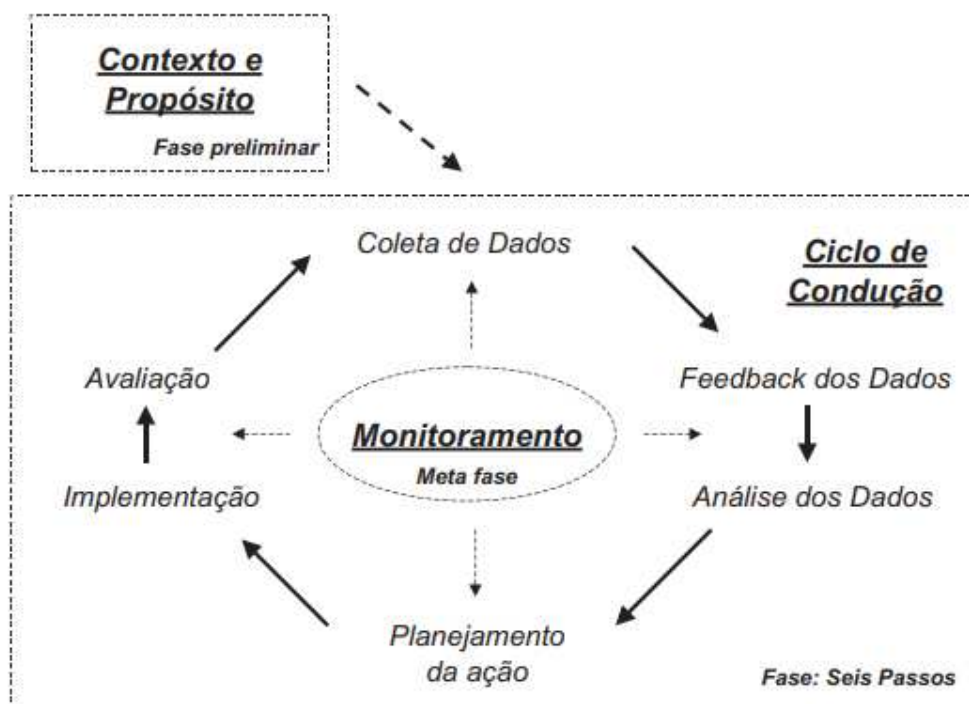 Contexto e
Propósito
Fase preliminar
Coleta de Dados
Ciclo de
Condução
Avaliação
Feedback dos Dados
Monitoramento
Meta fase
Implementação
Análise dos Dados
Planejamento
da ação
Fase: Seis Passos